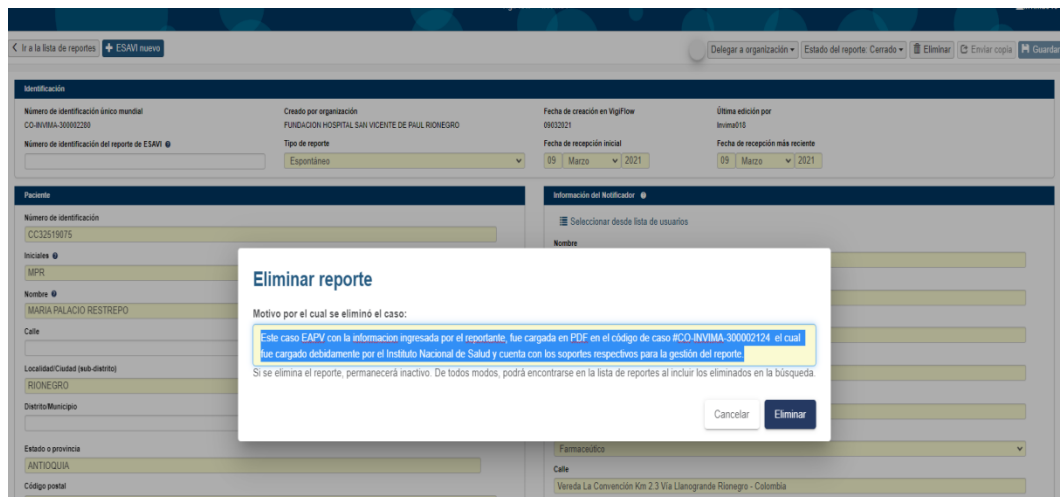 Ir a la lista de reportes
+ ESAVI nuevo
Delegar a organización
Estado del reporte: Cerrado
Eliminar
Enviar copia
Guardar
Identificación
Número de identificación único mundial
CO-INVIMA-300002280
Creado por organización
FUNDACION HOSPITAL SAN VICENTE DE PAUL RIONEGRO
Fecha de creación en VigiFlow
09032021
Última edición por
Invima018
Número de identificación del reporte de ESAVI
Tipo de reporte
Espontáneo
Fecha de recepción inicial
09 Marzo 2021
Fecha de recepción más reciente
09 Marzo 2021
Paciente
Número de identificación
CC32519075
Iniciales
MPR
Nombre
MARIA PALACIO RESTREPO
Calle
Localidad/Ciudad (sub-distrito)
RIONEGRO
Distrito/Municipio
Estado o provincia
ANTIOQUIA
Código postal
Información del Notificador
Seleccionar desde lista de usuarios
Nombre
Eliminar reporte
Motivo por el cual se eliminó el caso:
Este caso EAPV con la informacion ingresada por el reportante, fue cargada en PDF en el código de caso #CO-INVIMA-300002124 el cual
fue cargado debidamente por el Instituto Nacional de Salud y cuenta con los soportes respectivos para la gestión del reporte.
Si se elimina el reporte, permanecerá inactivo. De todos modos, podrá encontrarse en la lista de reportes al incluir los eliminados en la búsqueda.
Cancelar
Eliminar
Farmaceútico
Calle
Vereda La Convención Km 2.3 Vía Llanogrande Rionegro - Colombia